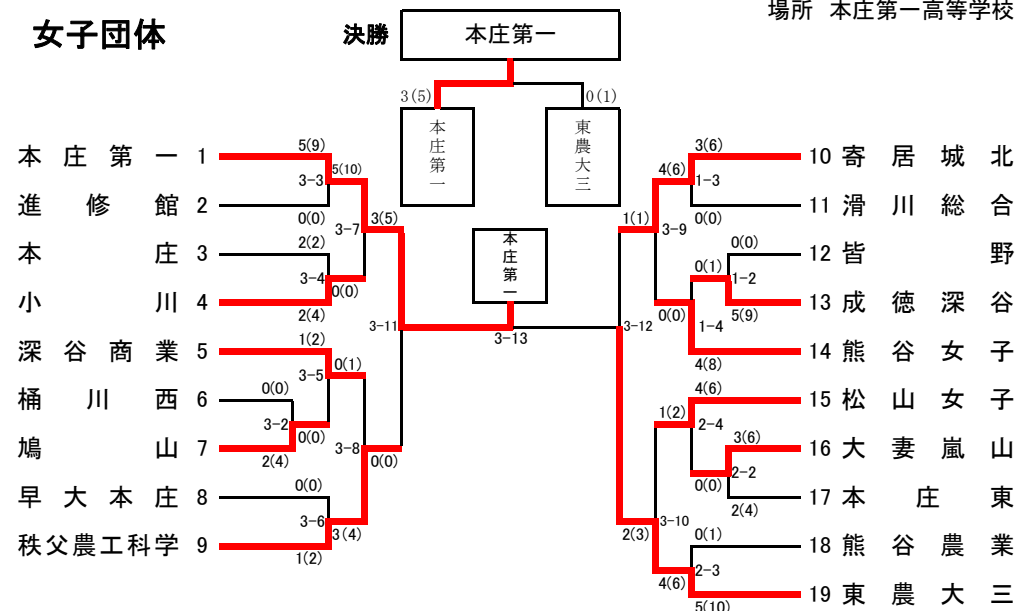 場所 本庄第一高等学校
女子団体
決勝
本庄第一
3(5)
0(1)
本庄第一
東農大三
本庄第一
3-13
本庄第一 1
進修館 2
本庄 3
小川 4
深谷商業 5
桶川西 6
鳩山 7
早大本庄 8
秩父農工科学 9
5(9)
3-3
0(0)
5(10)
2(2)
3-4
2(4)
0(0)
3-7
3(5)
1(2)
3-5
0(0)
3-2
2(4)
0(0)
0(1)
3-8
0(0)
3-6
1(2)
3(4)
0(0)
3-11
10 寄居城北
11 滑川総合
12 皆野
13 成徳深谷
14 熊谷女子
15 松山女子
16 大妻嵐山
17 本庄東
18 熊谷農業
19 東農大三
3(6)
4(6)
1-3
0(0)
1(1)
3-9
0(0)
0(1)
1-2
5(9)
0(0)
1-4
4(8)
3-12
4(6)
1(2)
2-4
3(6)
2-2
0(0)
2(4)
3-10
2(3)
0(1)
2-3
4(6)
5(10)